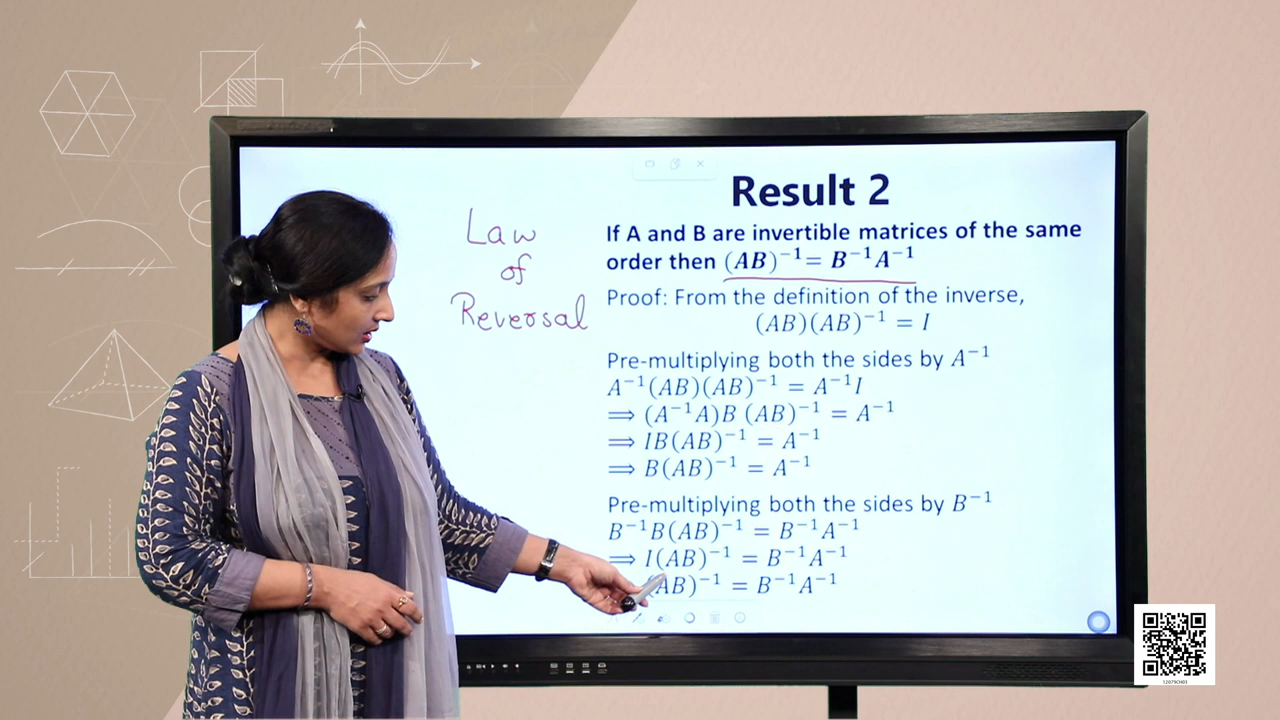 Law
of
Reversal
Result 2
If A and B are invertible matrices of the same
order then (AB)⁻¹= B⁻¹A⁻¹
Proof: From the definition of the inverse,
(AB)(AB)⁻¹ = I
Pre-multiplying both the sides by A⁻¹
A⁻¹(AB)(AB)⁻¹ = A⁻¹I
⟹ (A⁻¹A)B (AB)⁻¹ = A⁻¹
⟹ IB(AB)⁻¹ = A⁻¹
⟹ B(AB)⁻¹ = A⁻¹
Pre-multiplying both the sides by B⁻¹
B⁻¹B(AB)⁻¹ = B⁻¹A⁻¹
⟹ I(AB)⁻¹ = B⁻¹A⁻¹
AB)⁻¹ = B⁻¹A⁻¹